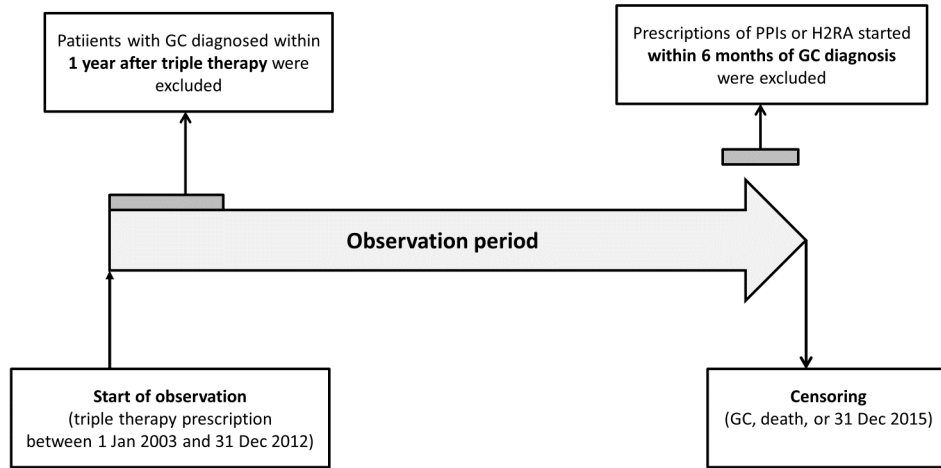 Patiients with GC diagnosed within
1 year after triple therapy were
excluded
Prescriptions of PPIs or H2RA started
within 6 months of GC diagnosis
were excluded
Observation period
Start of observation
(triple therapy prescription
between 1 Jan 2003 and 31 Dec 2012)
Censoring
(GC, death, or 31 Dec 2015)